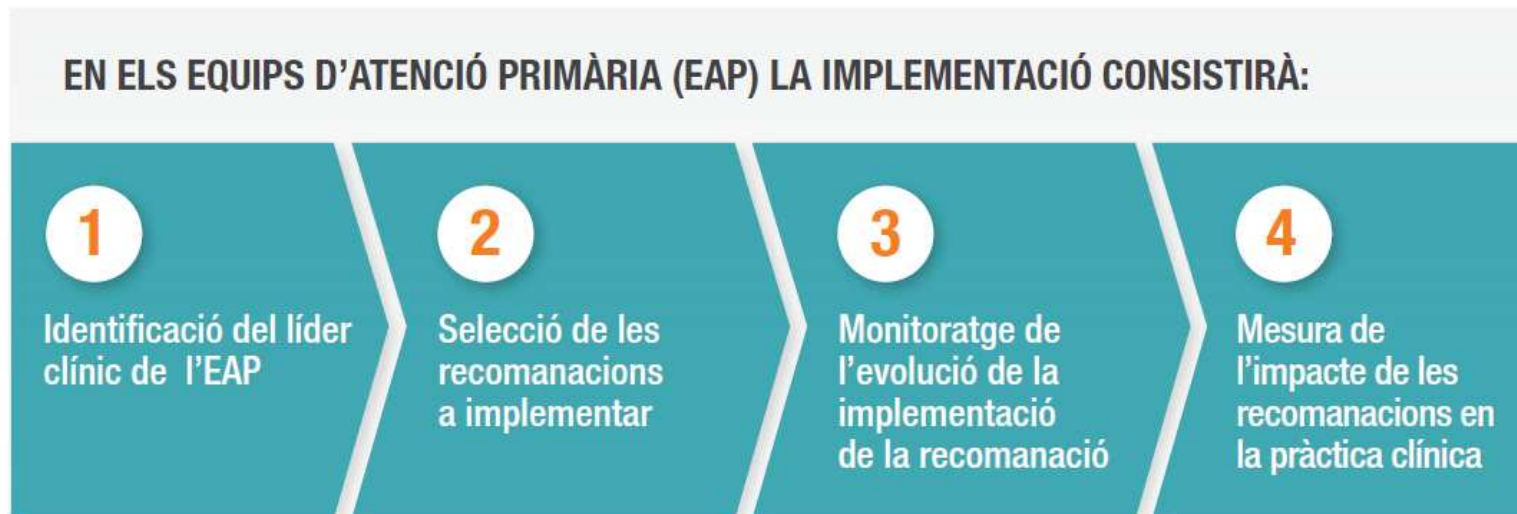 EN ELS EQUIPS D'ATENCIÓ PRIMÀRIA (EAP) LA IMPLEMENTACIÓ CONSISTIRÀ:
1
Identificació del líder
clínic de l'EAP
2
Selecció de les
recomanacions
a implementar
3
Monitoratge de
l'evolució de la
implementació
de la recomanació
4
Mesura de
l'impacte de les
recomanacions en
la pràctica clínica